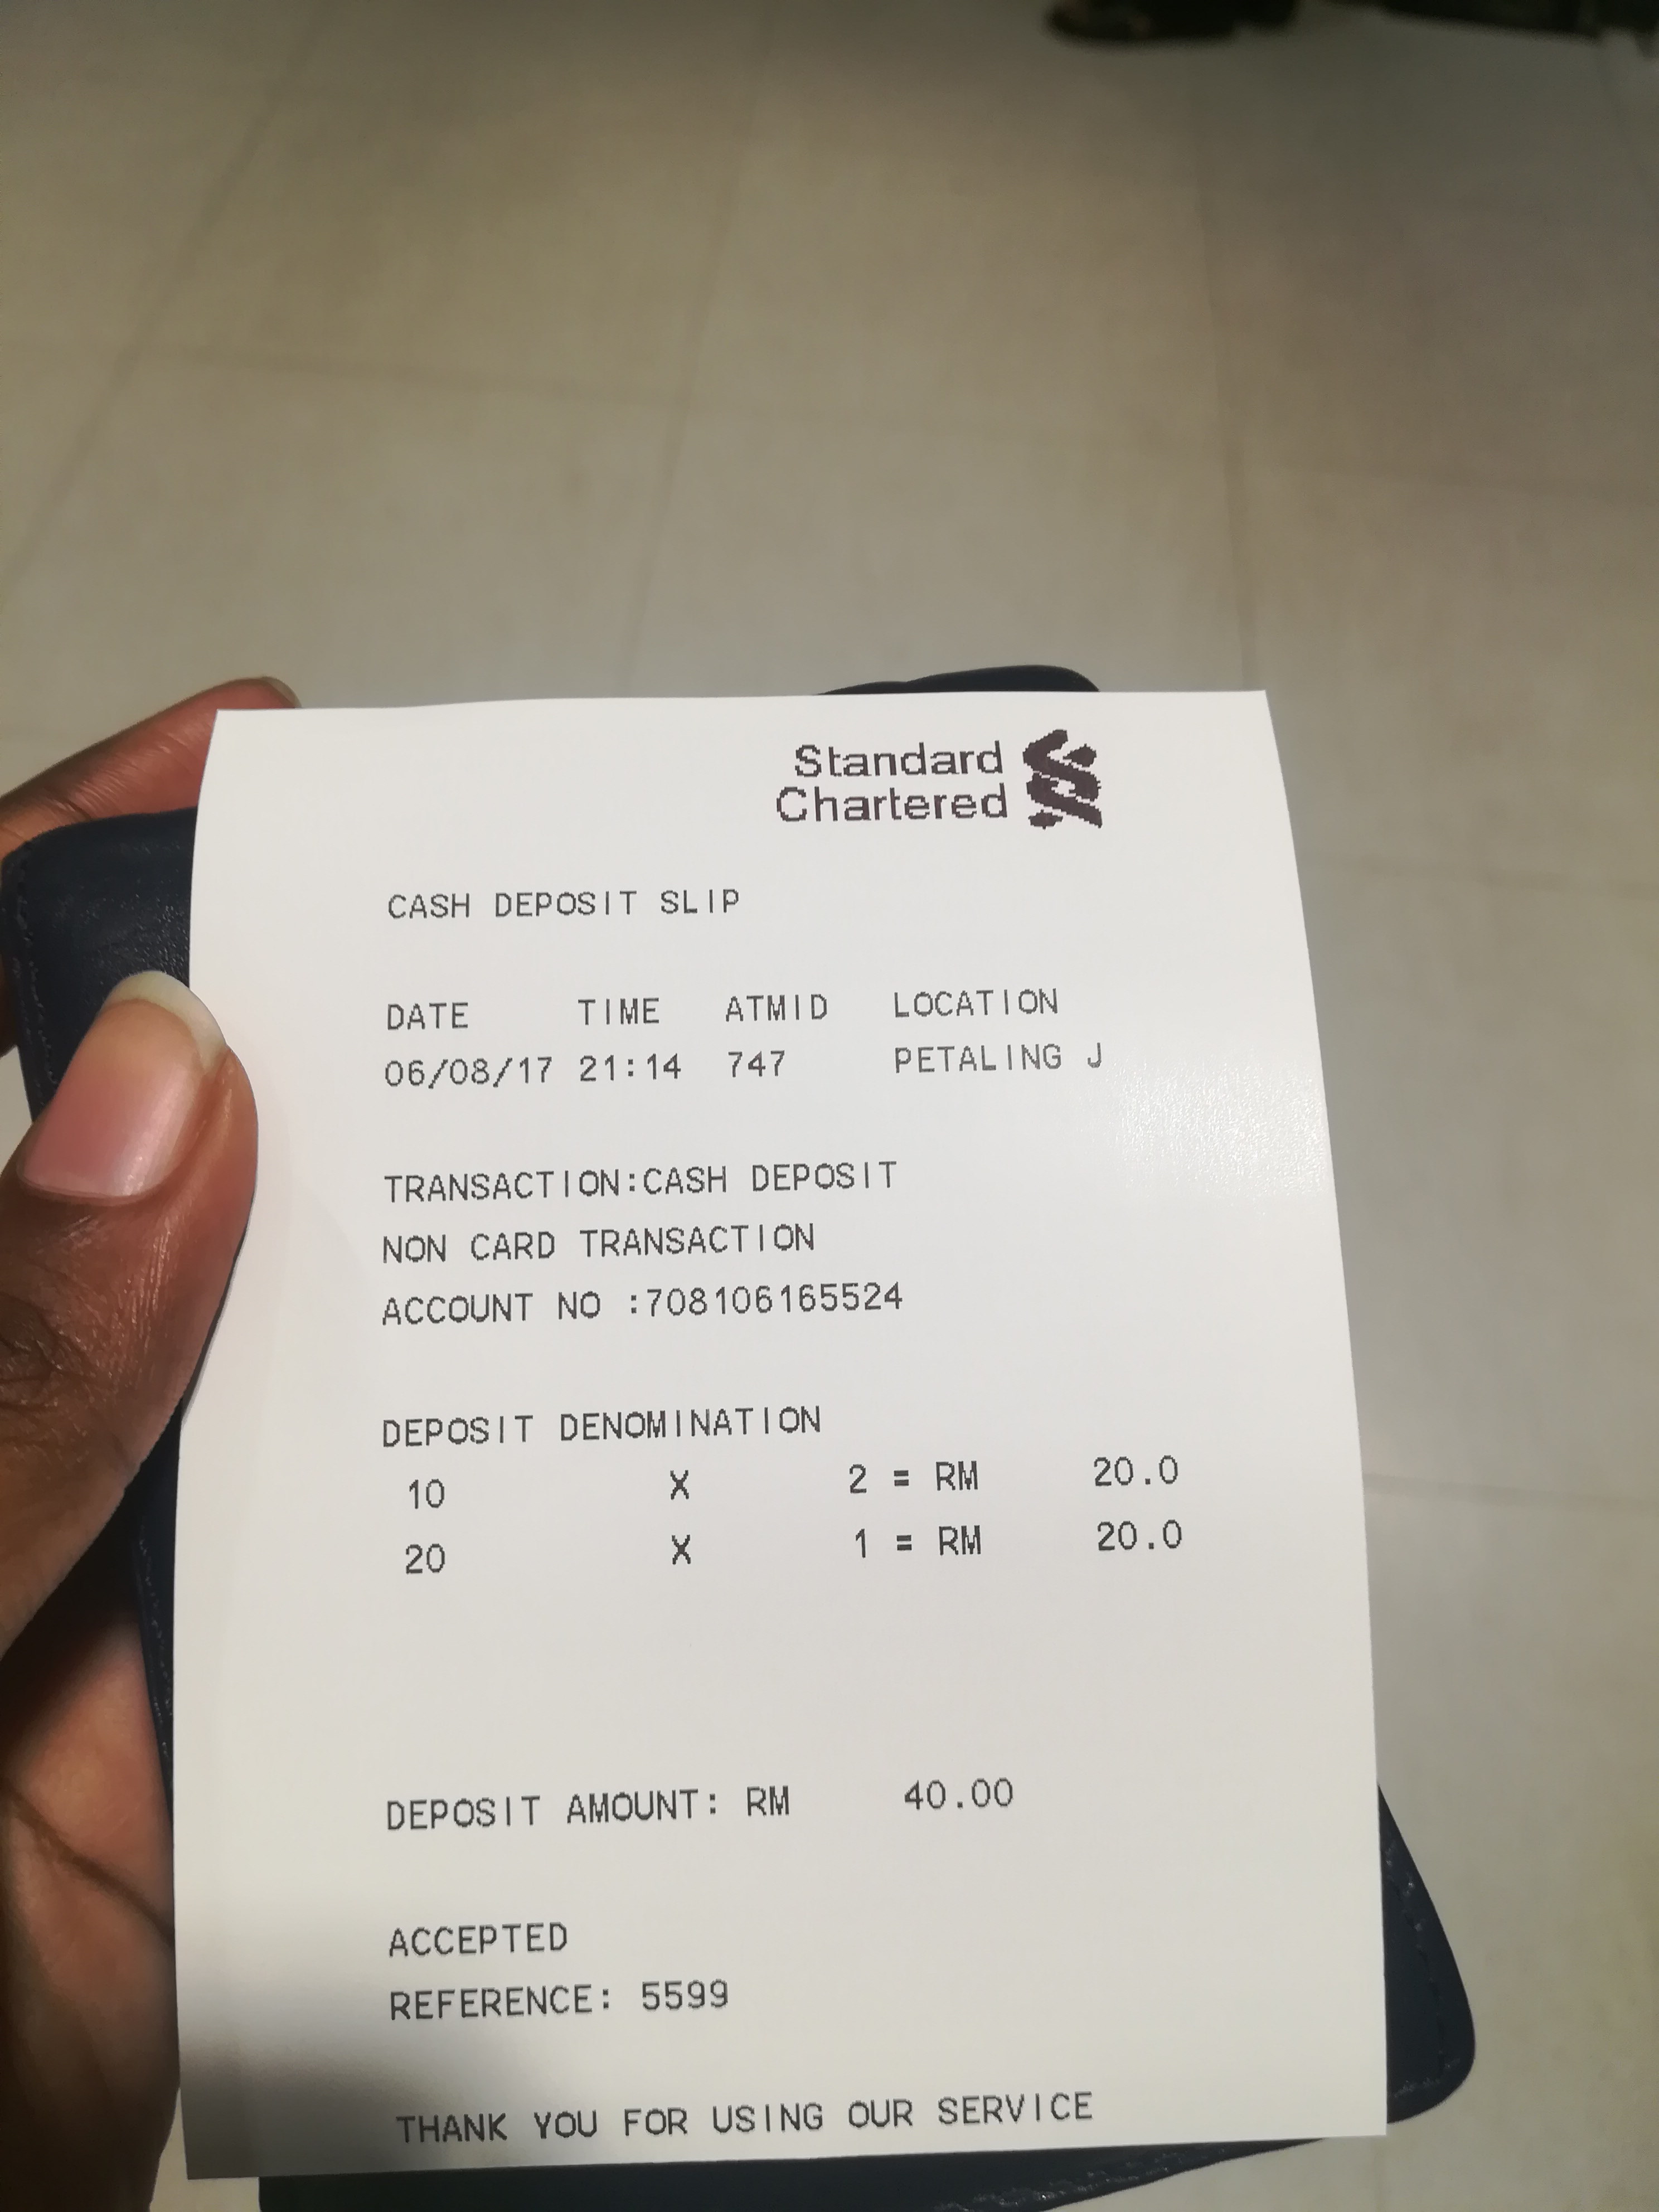 Standard
Chartered
CASH DEPOSIT SLIP
DATE TIME ATMID LOCATION
06/08/17 21:14 747 PETALING J
TRANSACTION:CASH DEPOSIT
NON CARD TRANSACTION
ACCOUNT NO :708106165524
DEPOSIT DENOMINATION
10 X 2 = RM 20.0
20 X 1 = RM 20.0
DEPOSIT AMOUNT: RM 40.00
ACCEPTED
REFERENCE: 5599
THANK YOU FOR USING OUR SERVICE